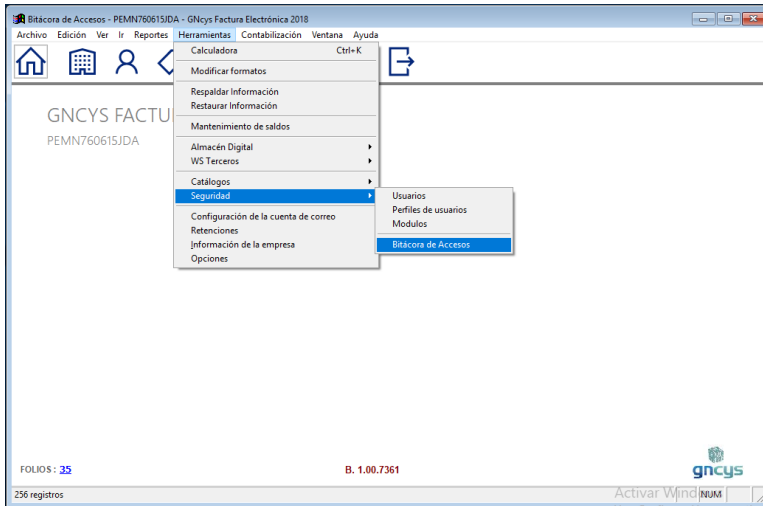 Bitácora de Accesos - PEMN760615JDA - GNcys Factura Electrónica 2018
Archivo Edición Ver Ir Reportes Herramientas Contabilización Ventana Ayuda
Calculadora Ctrl+K
Modificar formatos
Respaldar Información
Restaurar Información
GNCYS FACTU
Mantenimiento de saldos
PEMN760615JDA
Almacén Digital
WS Terceros
Catálogos
Seguridad
Usuarios
Perfiles de usuarios
Modulos
Bitácora de Accesos
Configuración de la cuenta de correo
Retenciones
Información de la empresa
Opciones
FOLIOS : 35
B. 1.00.7361
gncys
256 registros
Activar Wind
NUM